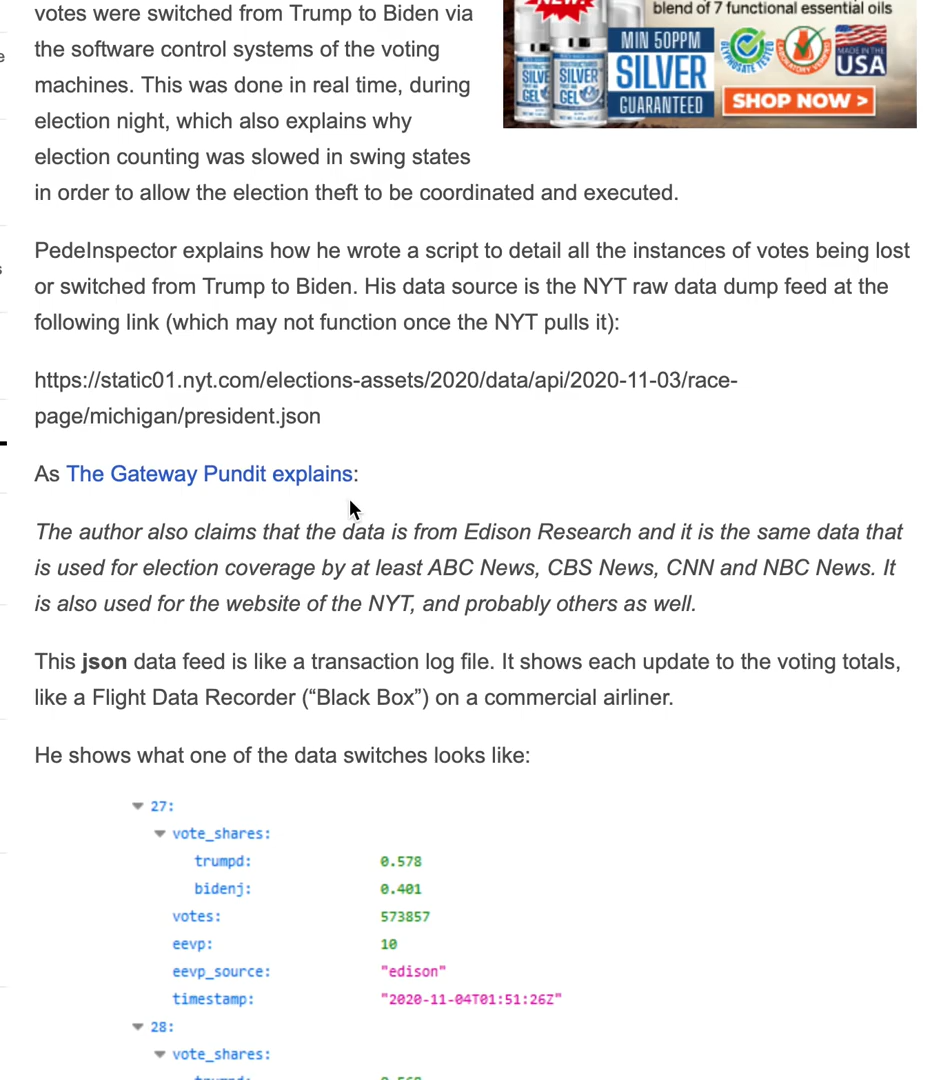 votes were switched from Trump to Biden via
the software control systems of the voting
machines. This was done in real time, during
election night, which also explains why
election counting was slowed in swing states
in order to allow the election theft to be coordinated and executed.
NEW!
blend of 7 functional essential oils
MIN 50PPM
SILVER
GUARANTEED
SILVER
GEL
GLYPHOSATE TESTED
MADE IN THE
USA
SHOP NOW >
PedeInspector explains how he wrote a script to detail all the instances of votes being lost
or switched from Trump to Biden. His data source is the NYT raw data dump feed at the
following link (which may not function once the NYT pulls it):
https://static01.nyt.com/elections-assets/2020/data/api/2020-11-03/race-
page/michigan/president.json
As The Gateway Pundit explains:
The author also claims that the data is from Edison Research and it is the same data that
is used for election coverage by at least ABC News, CBS News, CNN and NBC News. It
is also used for the website of the NYT, and probably others as well.
This json data feed is like a transaction log file. It shows each update to the voting totals,
like a Flight Data Recorder (“Black Box”) on a commercial airliner.
He shows what one of the data switches looks like:
27:
vote_shares:
trumpd: 0.578
bidenj: 0.401
votes: 573857
eevp: 10
eevp_source: "edison"
timestamp: "2020-11-04T01:51:26Z"
28:
vote_shares: